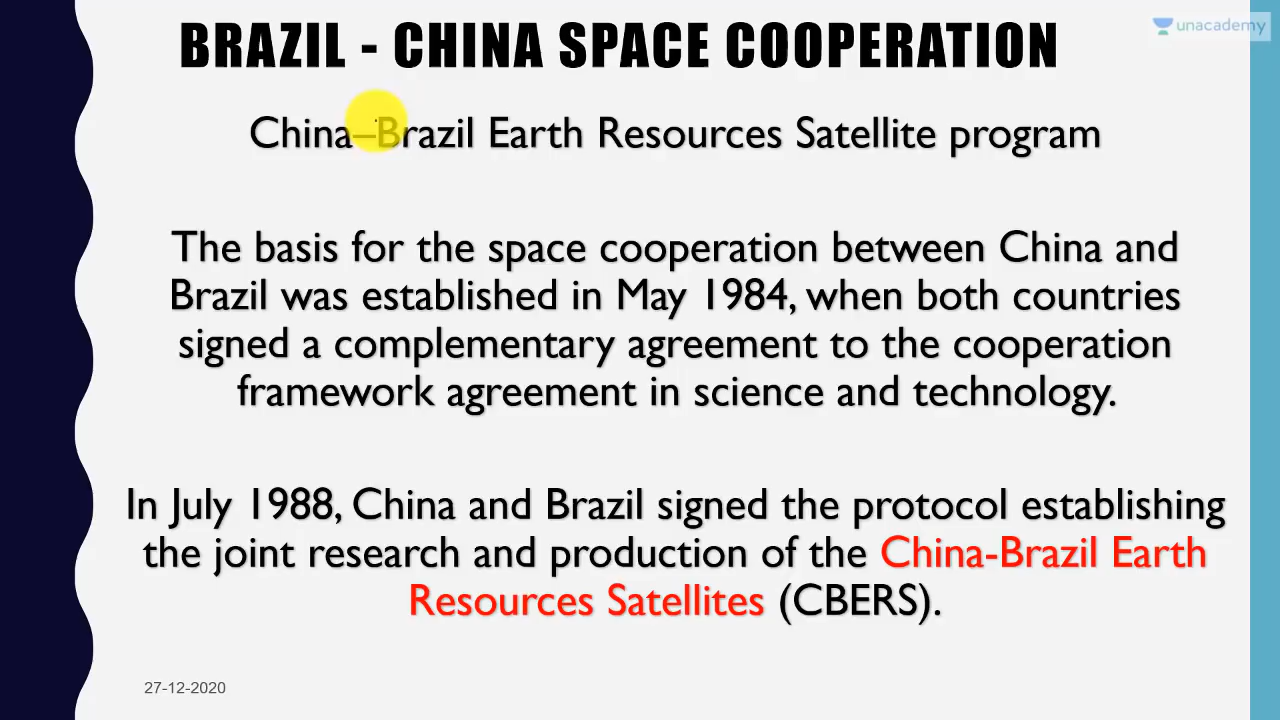 BRAZIL - CHINA SPACE COOPERATION
unacademy
China–Brazil Earth Resources Satellite program
The basis for the space cooperation between China and
Brazil was established in May 1984, when both countries
signed a complementary agreement to the cooperation
framework agreement in science and technology.
In July 1988, China and Brazil signed the protocol establishing
the joint research and production of the China-Brazil Earth
Resources Satellites (CBERS).
27-12-2020